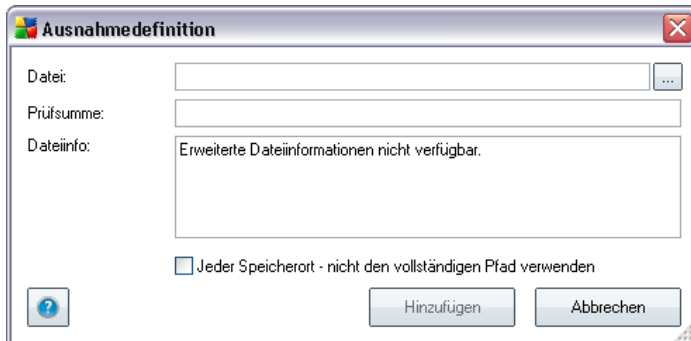 Ausnahmedefinition
Datei:
...
Prüfsumme:
Dateiinfo:
Erweiterte Dateiinformationen nicht verfügbar.
Jeder Speicherort - nicht den vollständigen Pfad verwenden
?
Hinzufügen
Abbrechen